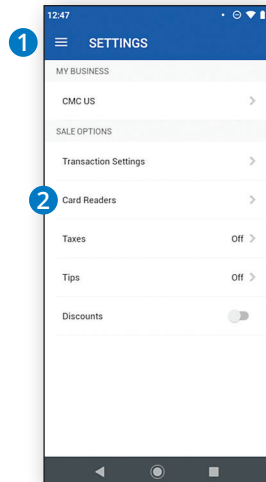 12:47
1
SETTINGS
MY BUSINESS
CMC US
SALE OPTIONS
Transaction Settings
2 Card Readers
Taxes Off
Tips Off
Discounts